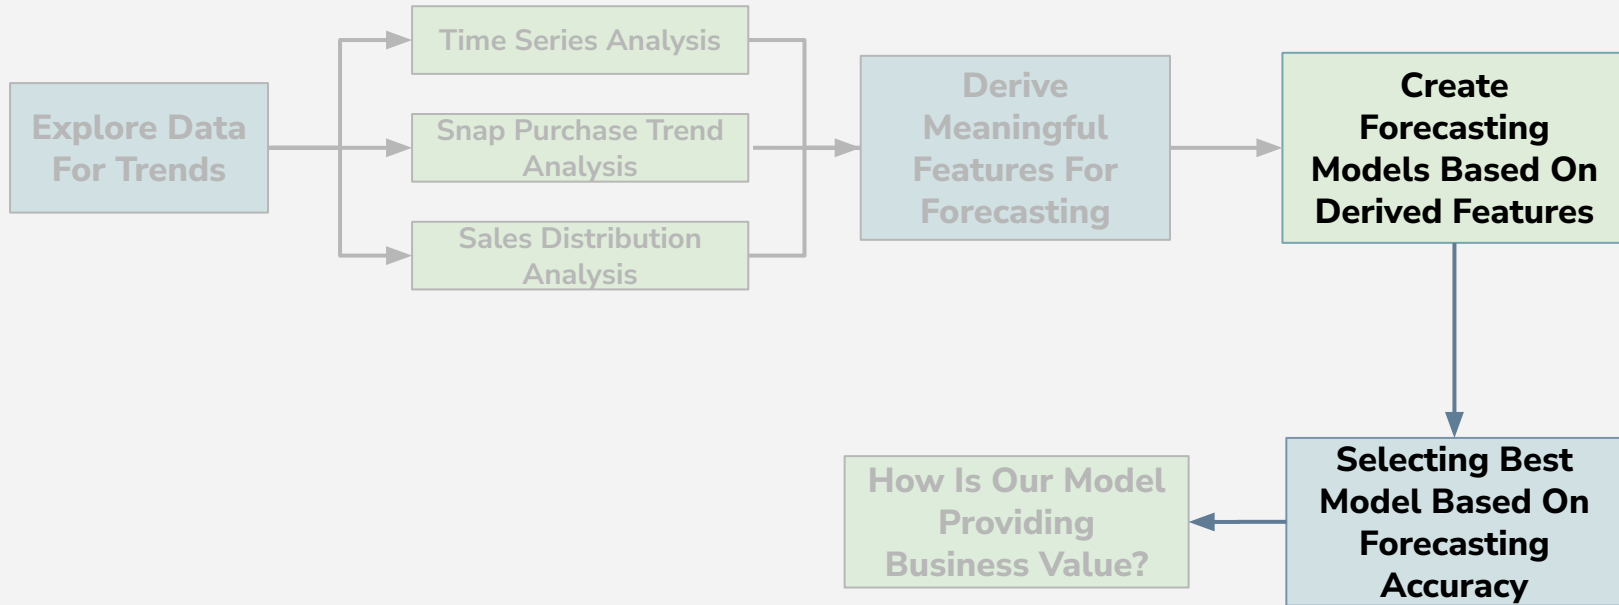 Explore Data
For Trends
Time Series Analysis
Snap Purchase Trend
Analysis
Sales Distribution
Analysis
Derive
Meaningful
Features For
Forecasting
Create
Forecasting
Models Based On
Derived Features
Selecting Best
Model Based On
Forecasting
Accuracy
How Is Our Model
Providing
Business Value?